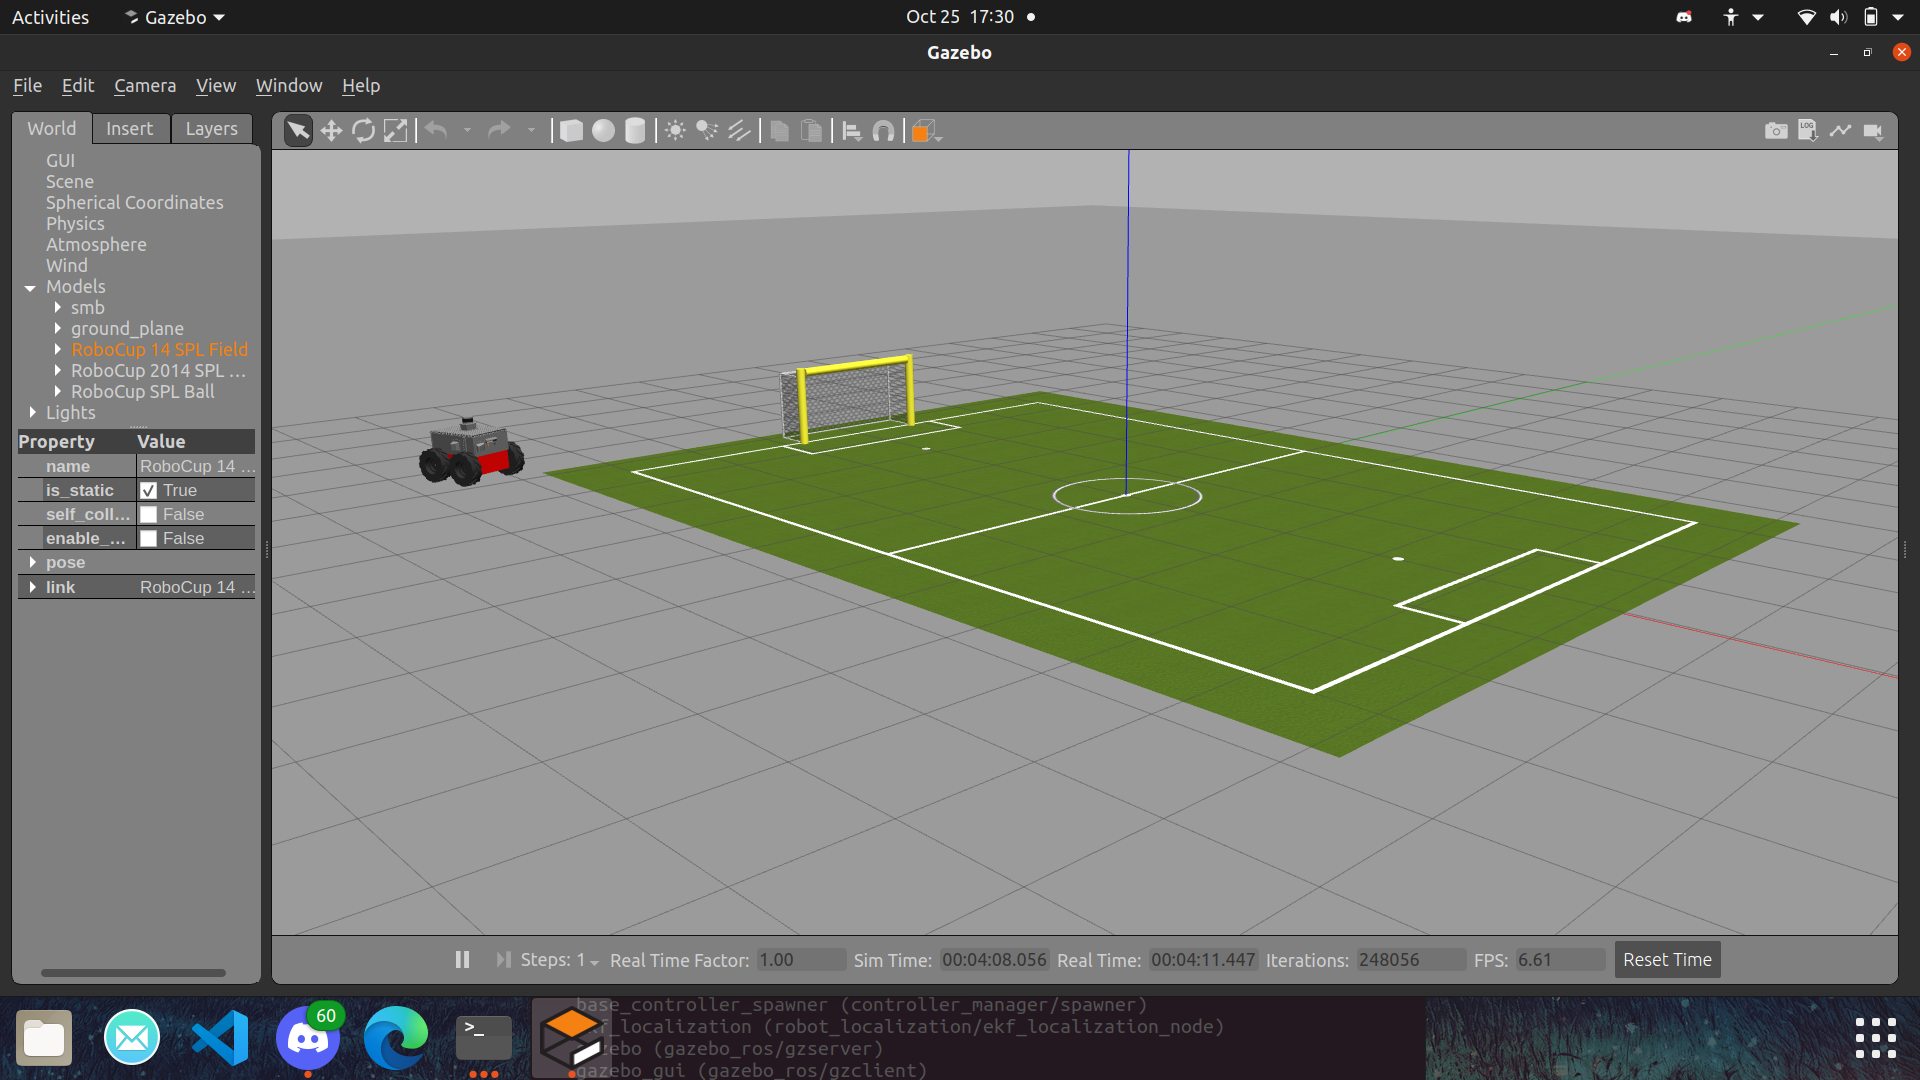 Activities Gazebo Oct 25 17:30
Gazebo
File Edit Camera View Window Help
World Insert Layers
LOG
GUI
Scene
Spherical Coordinates
Physics
Atmosphere
Wind
Models
smb
ground_plane
RoboCup 14 SPL Field
RoboCup 2014 SPL ...
RoboCup SPL Ball
Lights
Property Value
name RoboCup 14 ...
is_static True
self_coll... False
enable_... False
pose
link RoboCup 14 ...
Steps: 1 Real Time Factor: 1.00 Sim Time: 00:04:08.056 Real Time: 00:04:11.447 Iterations: 248056 FPS: 6.61 Reset Time
base_controller_spawner (controller_manager/spawner)
60
(robot_localization/ekf_localization_node)
>_
(gazebo_ros/gzserver)
gazebo_gui (gazebo_ros/gzclient)